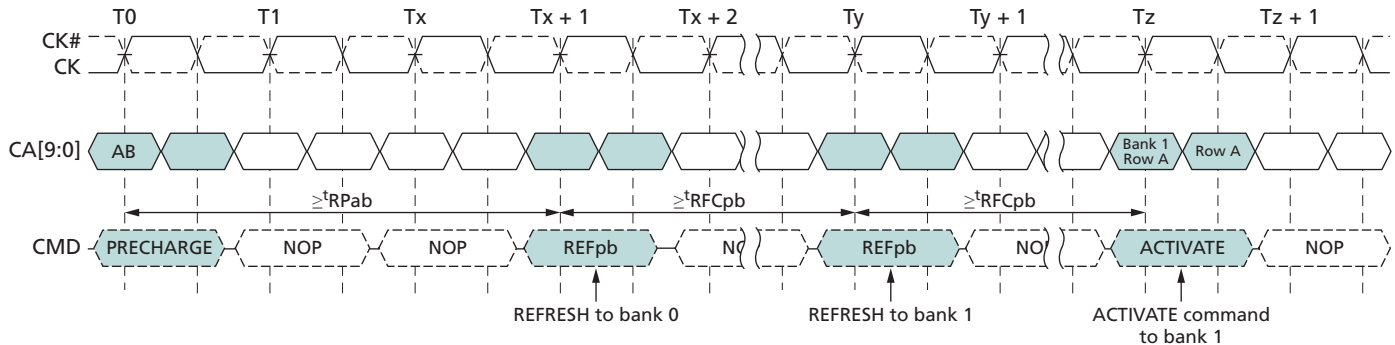 T0 T1 Tx Tx + 1 Tx + 2 Ty Ty + 1 Tz Tz + 1
CK#
CK
CA[9:0] AB Bank 1 Row A Row A
≥tRPab ≥tRFCpb ≥tRFCpb
CMD PRECHARGE NOP NOP REFpb REFpb ACTIVATE NOP
REFRESH to bank 0 REFRESH to bank 1 ACTIVATE command
to bank 1